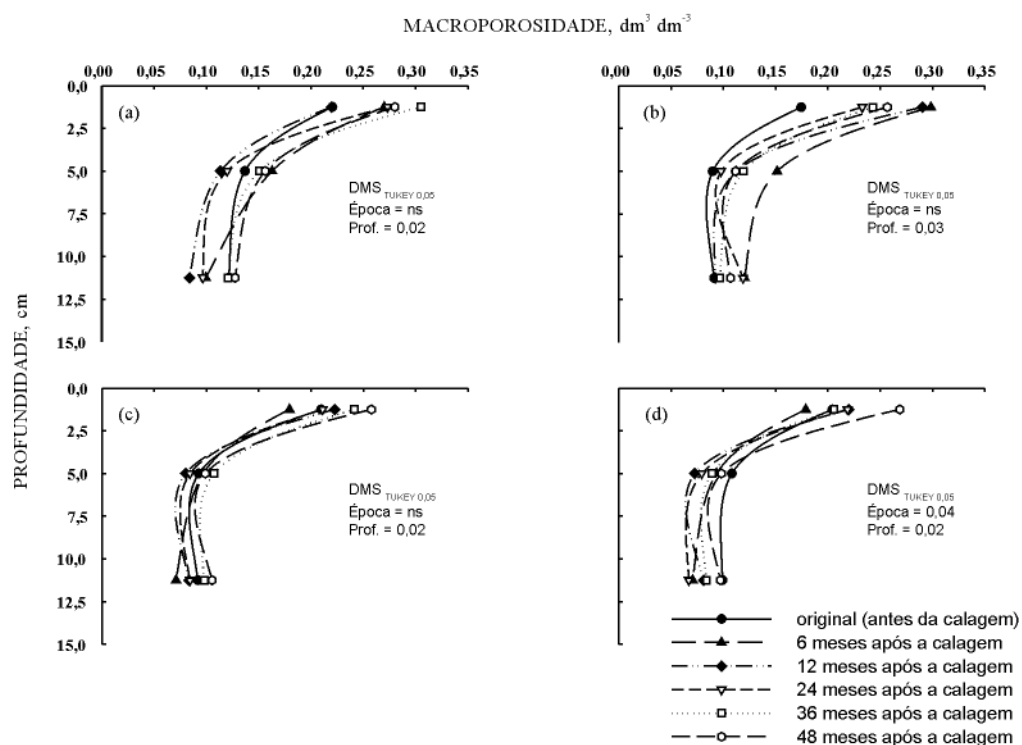 MACROPOROSIDADE, dm³ dm⁻³
0,00 0,05 0,10 0,15 0,20 0,25 0,30 0,35
0,00 0,05 0,10 0,15 0,20 0,25 0,30 0,35
0,0
2,5
5,0
7,5
10,0
12,5
15,0
(a)
DMS TUKEY 0,05
Época = ns
Prof. = 0,02
(b)
DMS TUKEY 0,05
Época = ns
Prof. = 0,03
PROFUNDIDADE, cm
0,0
2,5
5,0
7,5
10,0
12,5
15,0
(c)
DMS TUKEY 0,05
Época = ns
Prof. = 0,02
(d)
DMS TUKEY 0,05
Época = 0,04
Prof. = 0,02
original (antes da calagem)
6 meses após a calagem
12 meses após a calagem
24 meses após a calagem
36 meses após a calagem
48 meses após a calagem